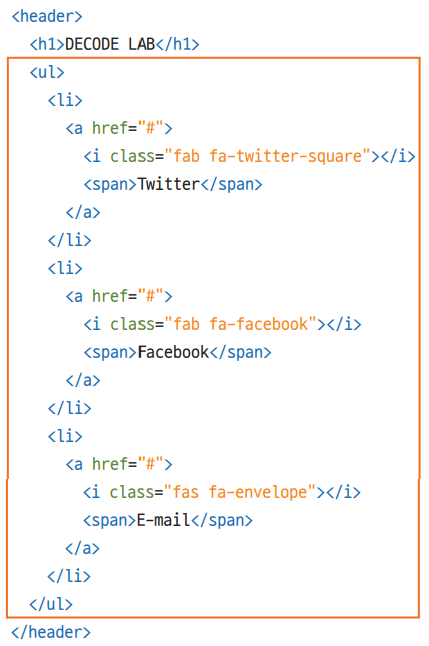 <header>
<h1>DECODE LAB</h1>
<ul>
<li>
<a href="#">
<i class="fab fa-twitter-square"></i>
<span>Twitter</span>
</a>
</li>
<li>
<a href="#">
<i class="fab fa-facebook"></i>
<span>Facebook</span>
</a>
</li>
<li>
<a href="#">
<i class="fas fa-envelope"></i>
<span>E-mail</span>
</a>
</li>
</ul>
</header>